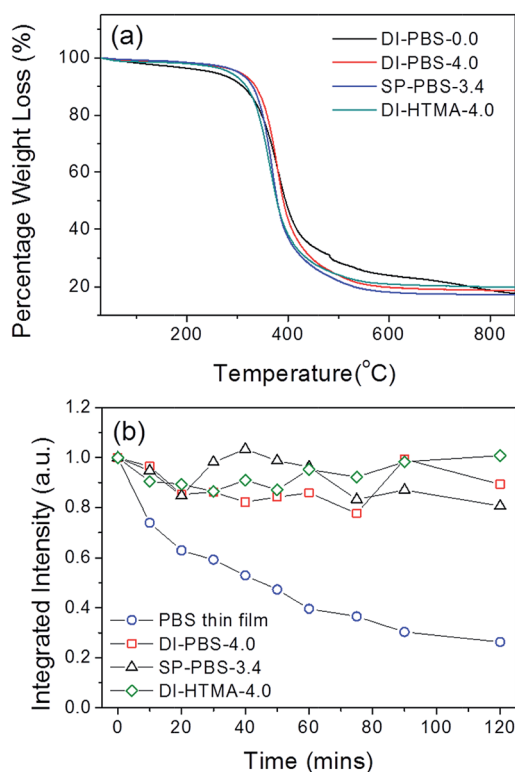 (a)
DI-PBS-0.0
DI-PBS-4.0
SP-PBS-3.4
DI-HTMA-4.0
Percentage Weight Loss (%)
100
80
60
40
20
200
400
600
800
Temperature(°C)
(b)
Integrated Intensity (a.u.)
1.2
1.0
0.8
0.6
0.4
0.2
0.0
PBS thin film
DI-PBS-4.0
SP-PBS-3.4
DI-HTMA-4.0
0
20
40
60
80
100
120
Time (mins)